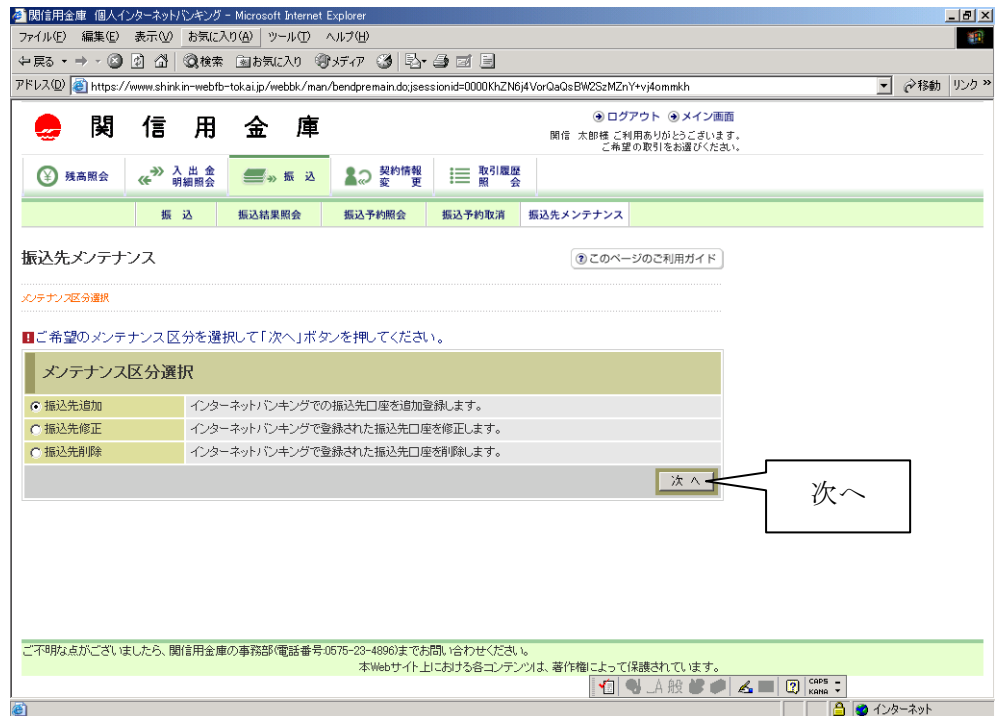 関信用金庫 個人インターネットバンキング - Microsoft Internet Explorer
ファイル(F) 編集(E) 表示(V) お気に入り(A) ツール(T) ヘルプ(H)
戻る 検索 お気に入り メディア
アドレス(D) https://www.shinkin-webfb-tokai.jp/webbk/man/bendpremain.do;jsessionid=0000KhZN6j4VorQaQsBW2SzMZnY+vj4ommkh 移動 リンク »
関 信 用 金 庫
ログアウト メイン画面
関信 太郎様 ご利用ありがとうございます。
ご希望の取引をお選びください。
残高照会 入出金明細照会 振 込 契約情報変更 取引履歴照会
振 込 振込結果照会 振込予約照会 振込予約取消 振込先メンテナンス
振込先メンテナンス
?このページのご利用ガイド
メンテナンス区分選択
!ご希望のメンテナンス区分を選択して「次へ」ボタンを押してください。
メンテナンス区分選択
振込先追加 インターネットバンキングでの振込先口座を追加登録します。
振込先修正 インターネットバンキングで登録された振込先口座を修正します。
振込先削除 インターネットバンキングで登録された振込先口座を削除します。
次 へ
次へ
ご不明な点がございましたら、関信用金庫の事務部(電話番号:0575-23-4896)までお問い合わせください。
本Webサイト上における各コンテンツは、著作権によって保護されています。
_A 般 CAPS
KANA
インターネット